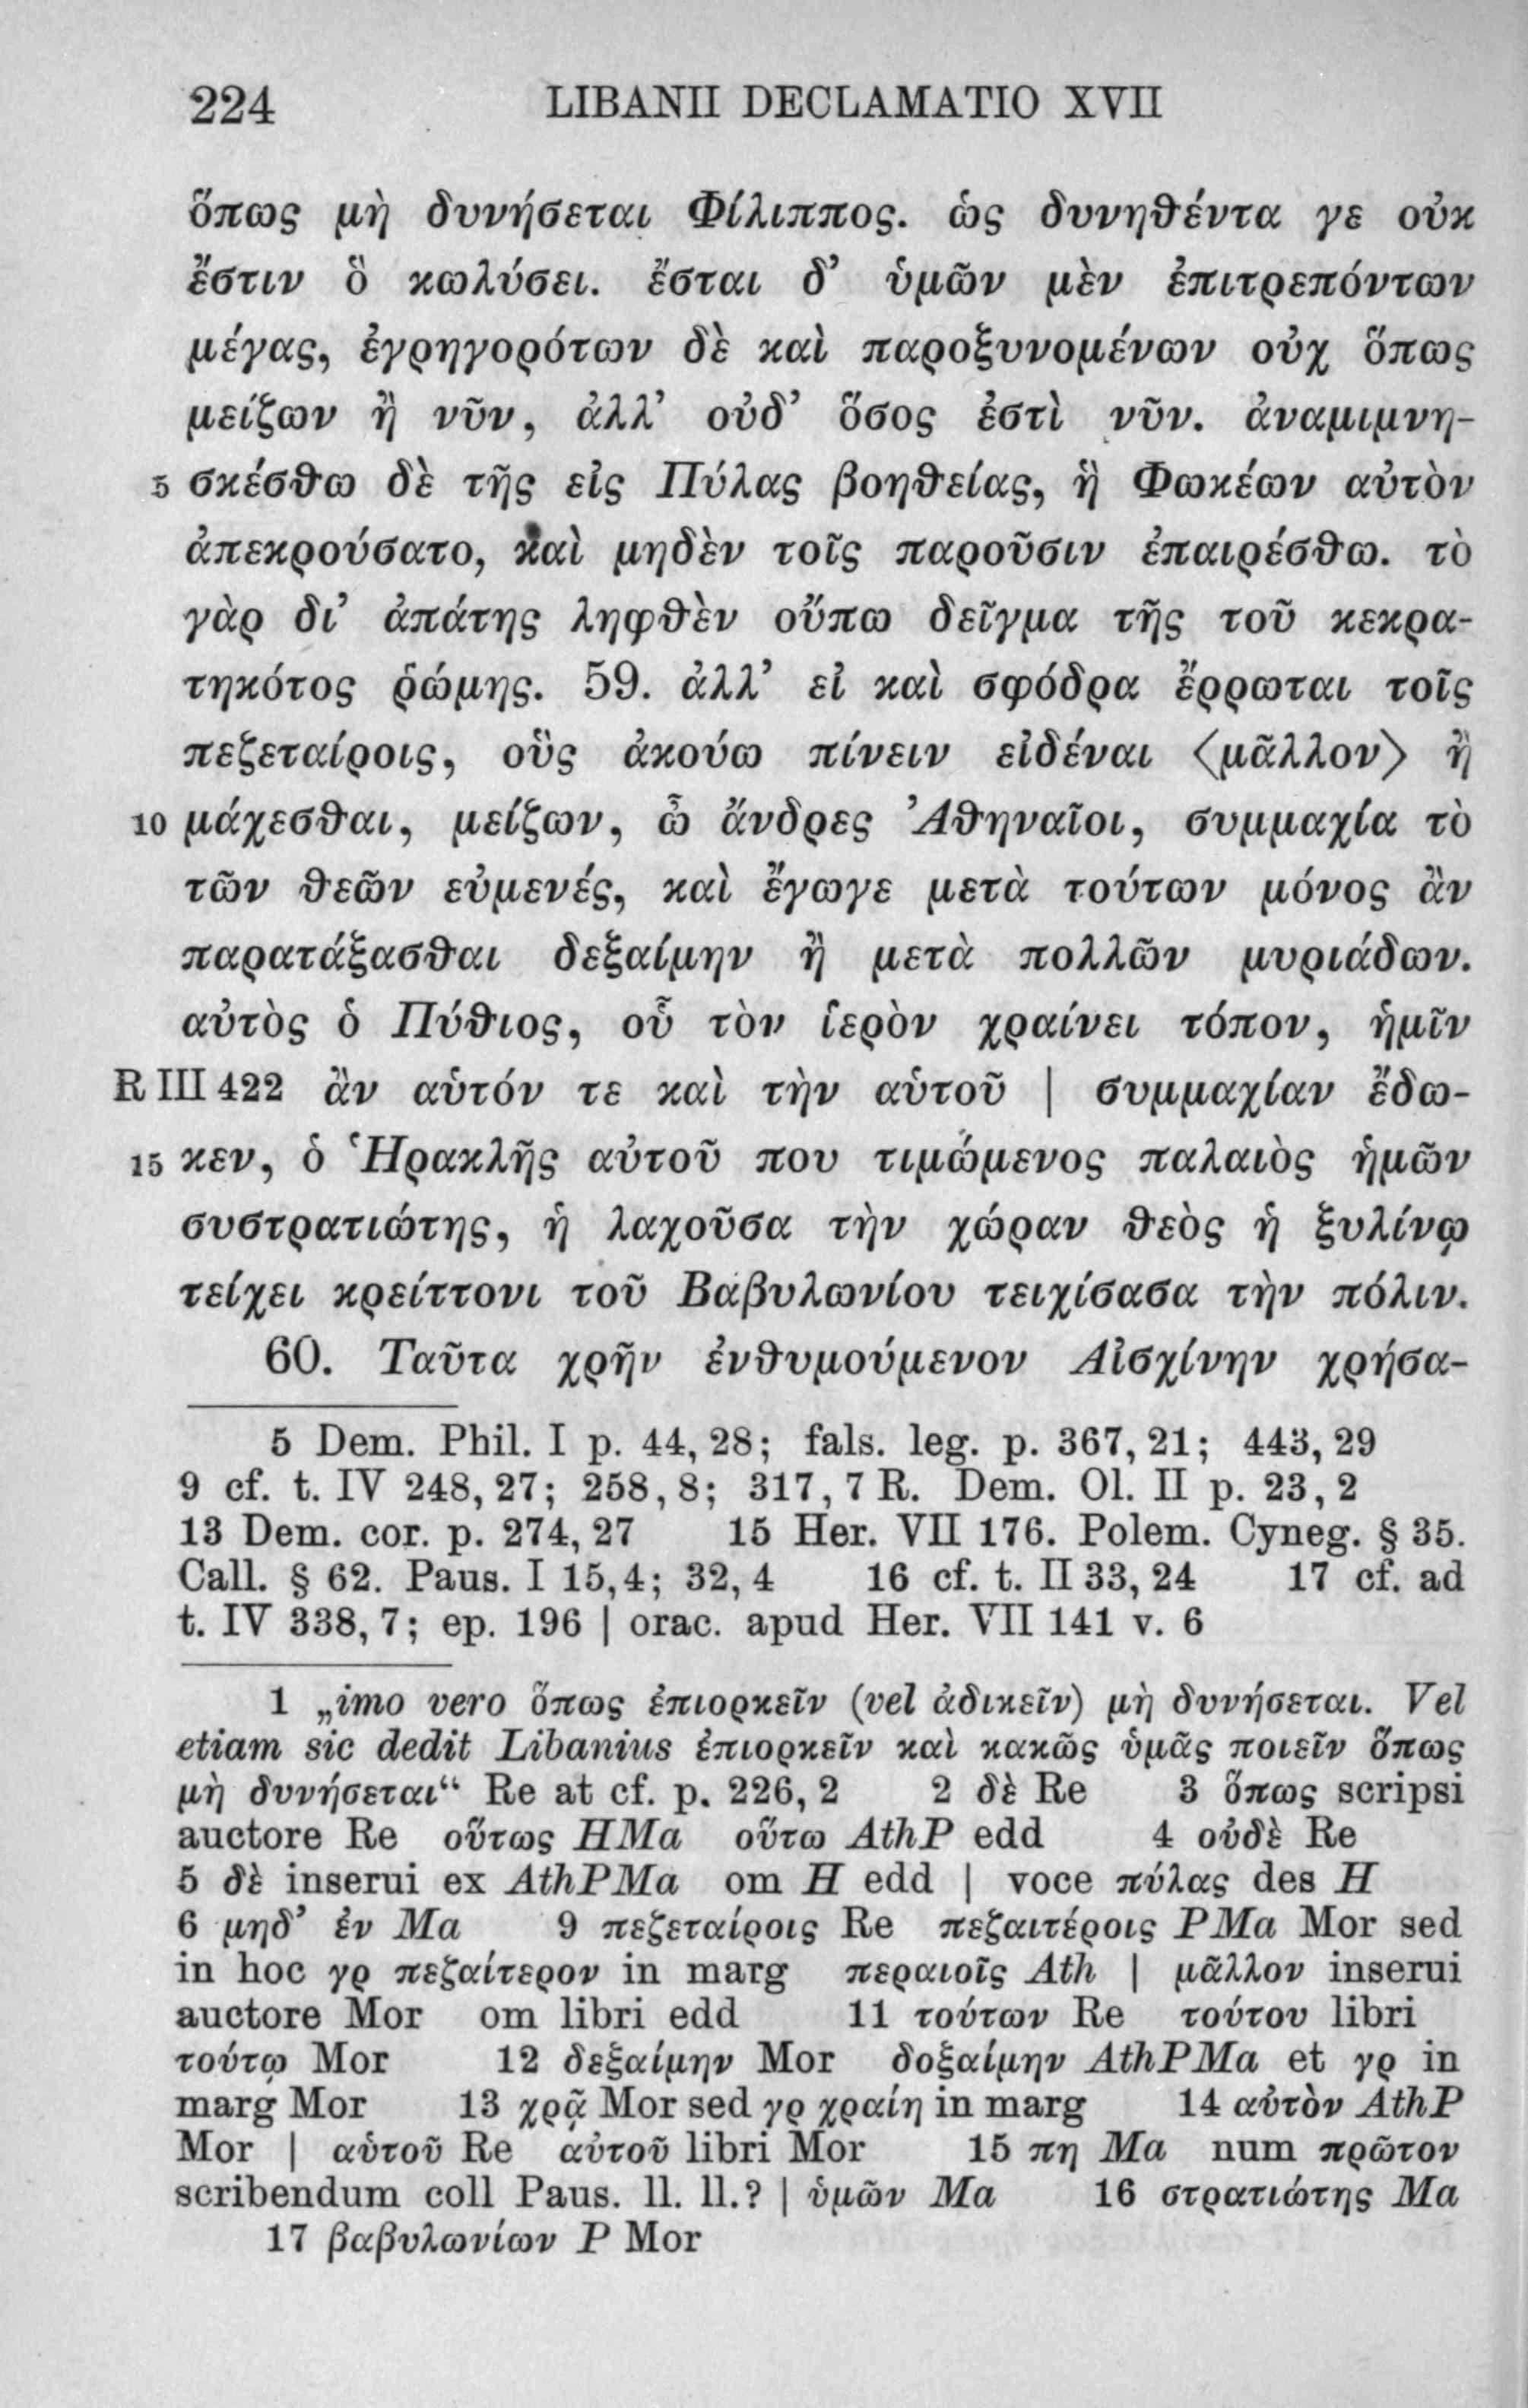 224 LIBANII DECLAMATIO XVII
ὅπως μὴ δυνήσεται Φίλιππος. ὡς δυνηθέντα γε οὐκ
ἔστιν ὃ κωλύσει. ἔσται δ’ ὑμῶν μὲν ἐπιτρεπόντων
μέγας, ἐγρηγορότων δὲ καὶ παροξυνομένων οὐχ ὅπως
μείζων ἢ νῦν, ἀλλ’ οὐδ’ ὅσος ἐστὶ νῦν. ἀναμιμνη-
5 σκέσθω δὲ τῆς εἰς Πύλας βοηθείας, ἣ Φωκέων αὐτὸν
ἀπεκρούσατο, καὶ μηδὲν τοῖς παροῦσιν ἐπαιρέσθω. τὸ
γὰρ δι’ ἀπάτης ληφθὲν οὔπω δεῖγμα τῆς τοῦ κεκρα-
τηκότος ῥώμης. 59. ἀλλ’ εἰ καὶ σφόδρα ἔρρωται τοῖς
πεζεταίροις, οὓς ἀκούω πίνειν εἰδέναι ⟨μᾶλλον⟩ ἢ
10 μάχεσθαι, μείζων, ὦ ἄνδρες Ἀθηναῖοι, συμμαχία τὸ
τῶν θεῶν εὐμενές, καὶ ἔγωγε μετὰ τούτων μόνος ἂν
παρατάξασθαι δεξαίμην ἢ μετὰ πολλῶν μυριάδων.
αὐτὸς ὁ Πύθιος, οὗ τὸν ἱερὸν χραίνει τόπον, ἡμῖν
R III 422 ἂν αὑτόν τε καὶ τὴν αὑτοῦ | συμμαχίαν ἔδω-
15 κεν, ὁ Ἡρακλῆς αὐτοῦ που τιμώμενος παλαιὸς ἡμῶν
συστρατιώτης, ἡ λαχοῦσα τὴν χώραν θεὸς ἡ ξυλίνῳ
τείχει κρείττονι τοῦ Βαβυλωνίου τειχίσασα τὴν πόλιν.
60. Ταῦτα χρῆν ἐνθυμούμενον Αἰσχίνην χρήσα-
5 Dem. Phil. I p. 44, 28; fals. leg. p. 367, 21; 443, 29
9 cf. t. IV 248, 27; 258, 8; 317, 7 R. Dem. Ol. II p. 23, 2
13 Dem. cor. p. 274, 27 15 Her. VII 176. Polem. Cyneg. § 35.
Call. § 62. Paus. I 15, 4; 32, 4 16 cf. t. II 33, 24 17 cf. ad
t. IV 338, 7; ep. 196 | orac. apud Her. VII 141 v. 6
1 „imo vero ὅπως ἐπιορκεῖν (vel ἀδικεῖν) μὴ δυνήσεται. Vel
etiam sic dedit Libanius ἐπιορκεῖν καὶ κακῶς ὑμᾶς ποιεῖν ὅπως
μὴ δυνήσεται“ Re at cf. p. 226, 2 2 δὲ Re 3 ὅπως scripsi
auctore Re οὕτως HMa οὕτω AthP edd 4 οὐδὲ Re
5 δὲ inserui ex AthPMa om H edd | voce πύλας des H
6 μηδ’ ἐν Ma 9 πεζεταίροις Re πεζαιτέροις PMa Mor sed
in hoc γρ πεζαίτερον in marg περαιοῖς Ath | μᾶλλον inserui
auctore Mor om libri edd 11 τούτων Re τούτου libri
τούτῳ Mor 12 δεξαίμην Mor δοξαίμην AthPMa et γρ in
marg Mor 13 χρᾷ Mor sed γρ χραίη in marg 14 αὐτὸν AthP
Mor | αὑτοῦ Re αὐτοῦ libri Mor 15 πη Ma num πρῶτον
scribendum coll Paus. ll. ll.? | ὑμῶν Ma 16 στρατιώτης Ma
17 βαβυλωνίων P Mor